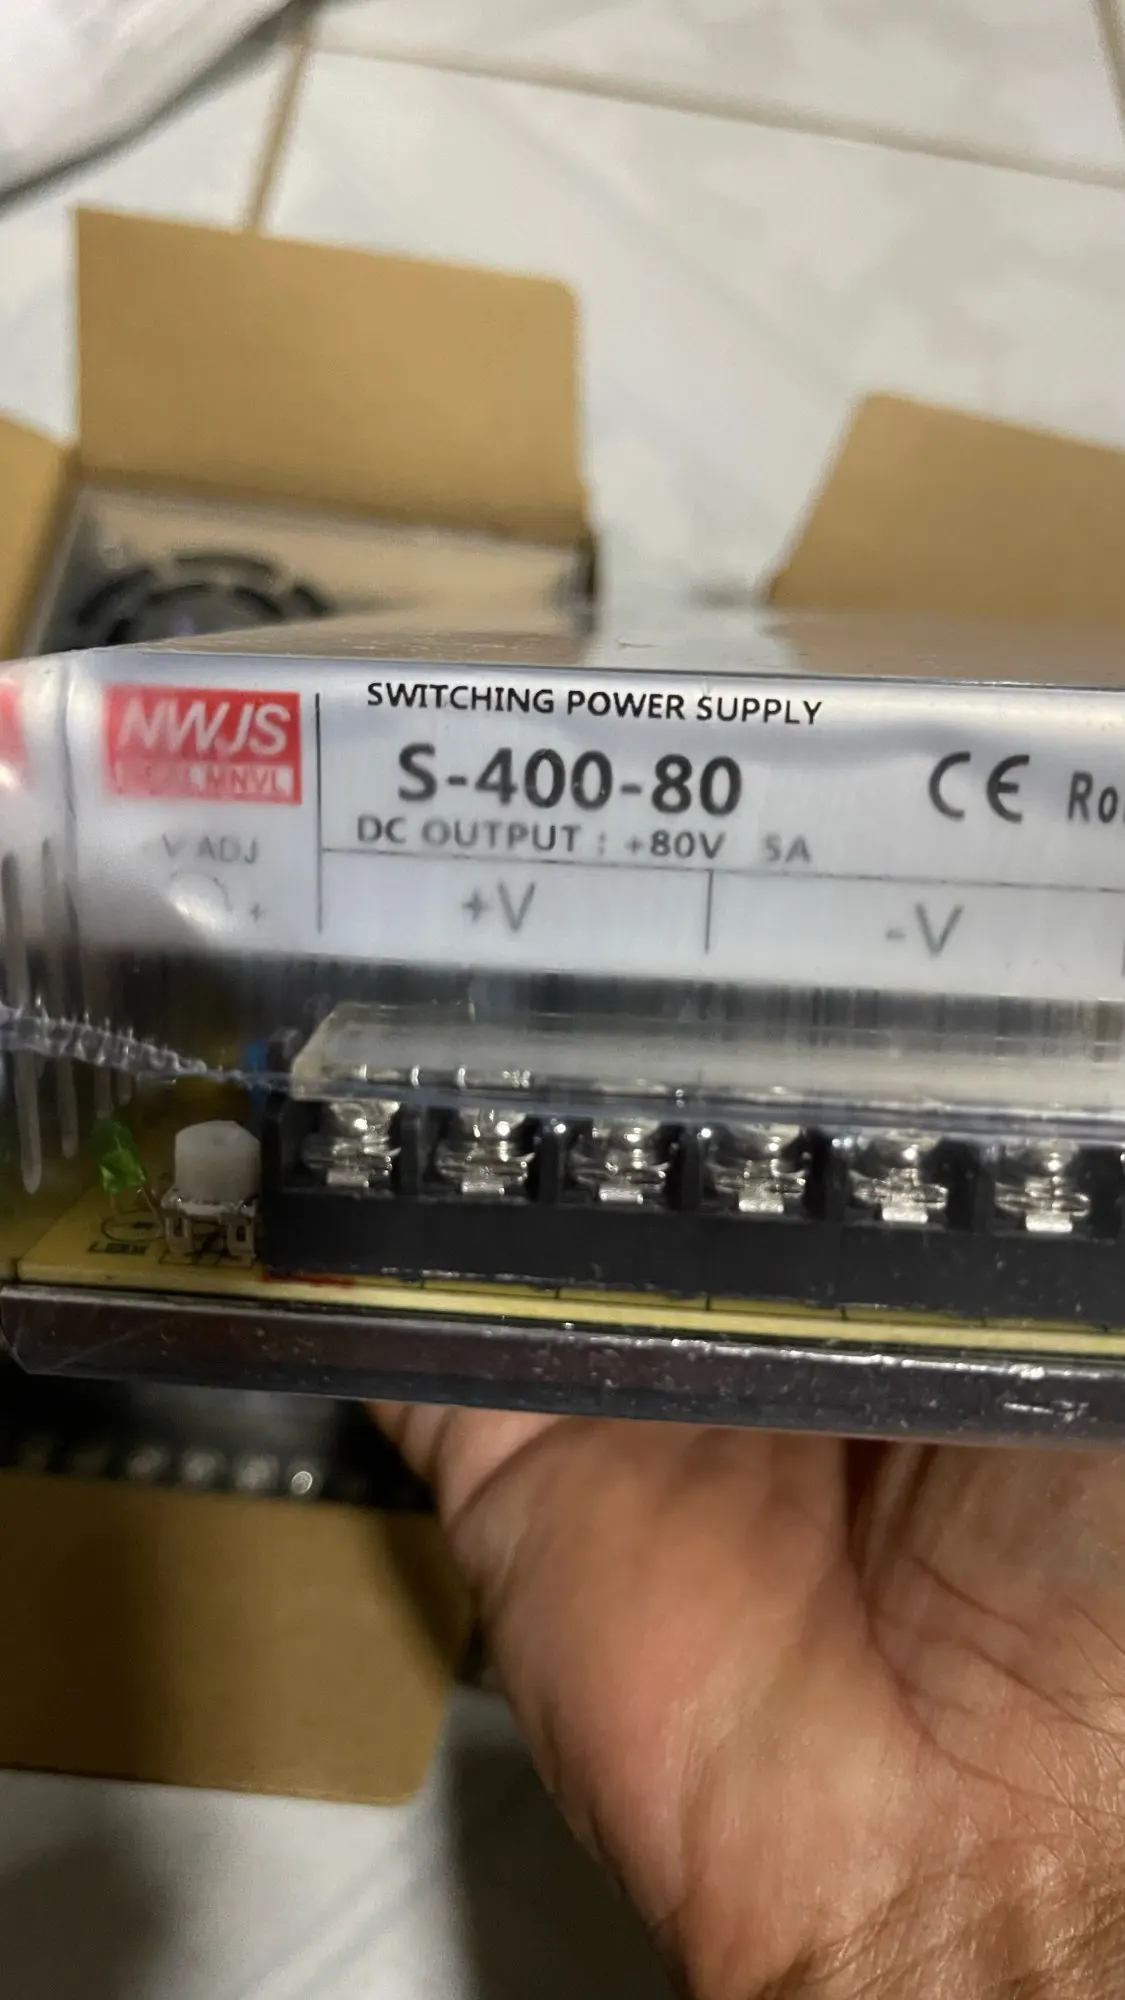 SWITCHING POWER SUPPLY
NWJS
S-400-80
CE
DC OUTPUT : +80V 5A
V ADJ
+
+V
-V